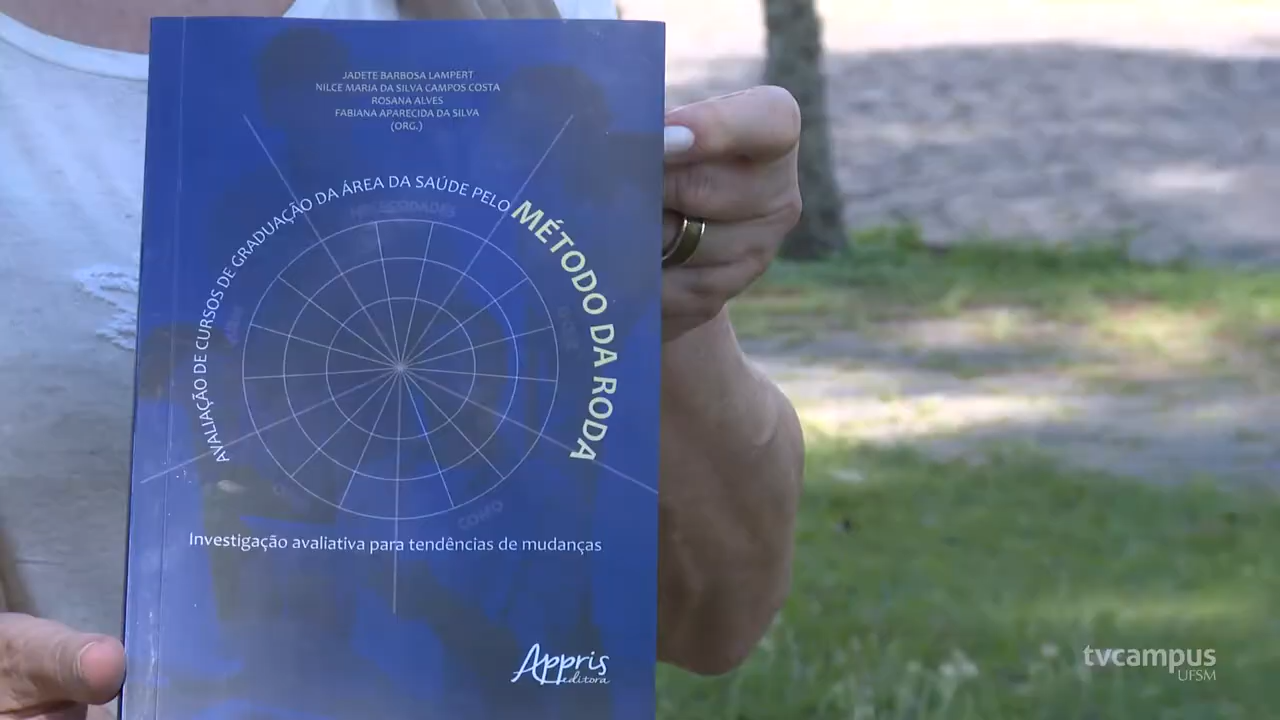 JADETE BARBOSA LAMPERT
NILCE MARIA DA SILVA CAMPOS COSTA
ROSANA ALVES
FABIANA APARECIDA DA SILVA
(ORG.)
AVALIAÇÃO DE CURSOS DE GRADUAÇÃO DA ÁREA DA SAÚDE PELO MÉTODO DA RODA
COMO
Investigação avaliativa para tendências de mudanças
Appris
editora
tvcampus
UFSM